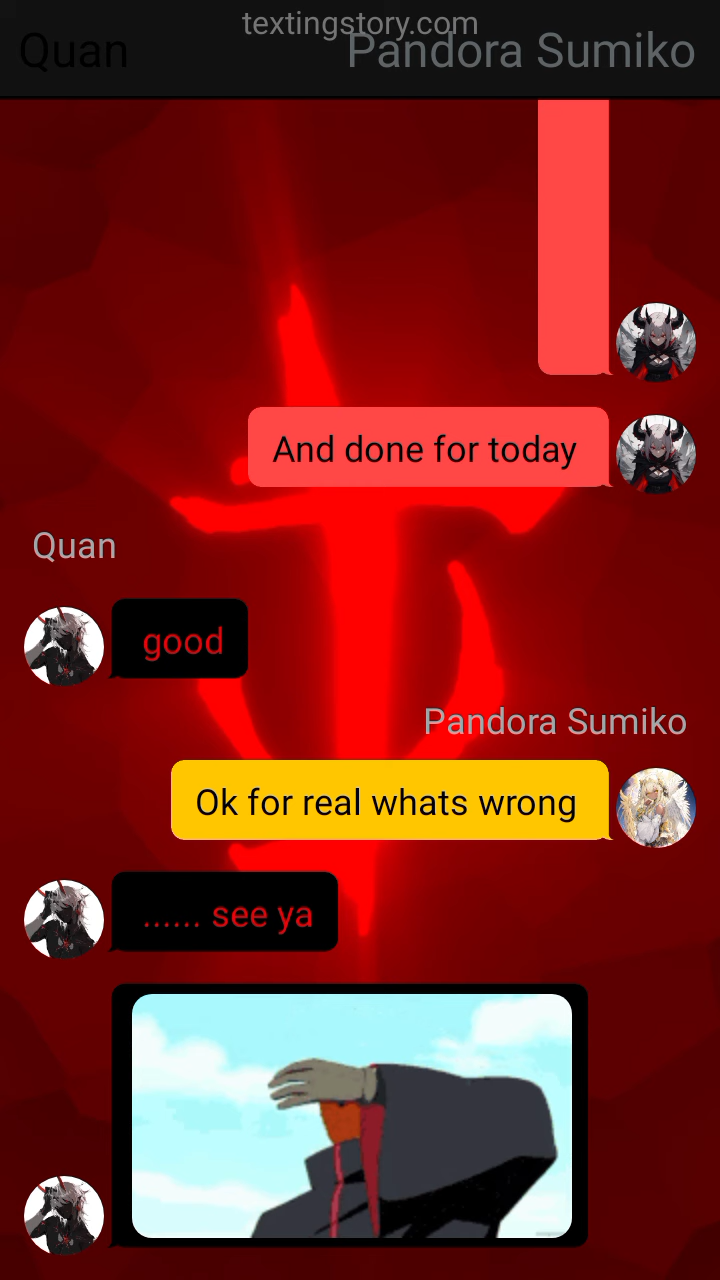 textingstory.com
Quan
Pandora Sumiko
And done for today
Quan
good
Pandora Sumiko
Ok for real whats wrong
...... see ya